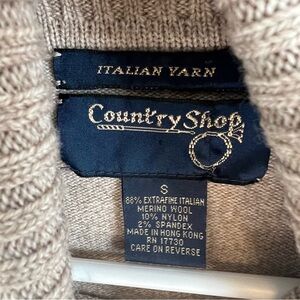 ITALIAN YARN
Country Shop
S
88% EXTRAFINE ITALIAN
MERINO WOOL
10% NYLON
2% SPANDEX
MADE IN HONG KONG
RN 17730
CARE ON REVERSE